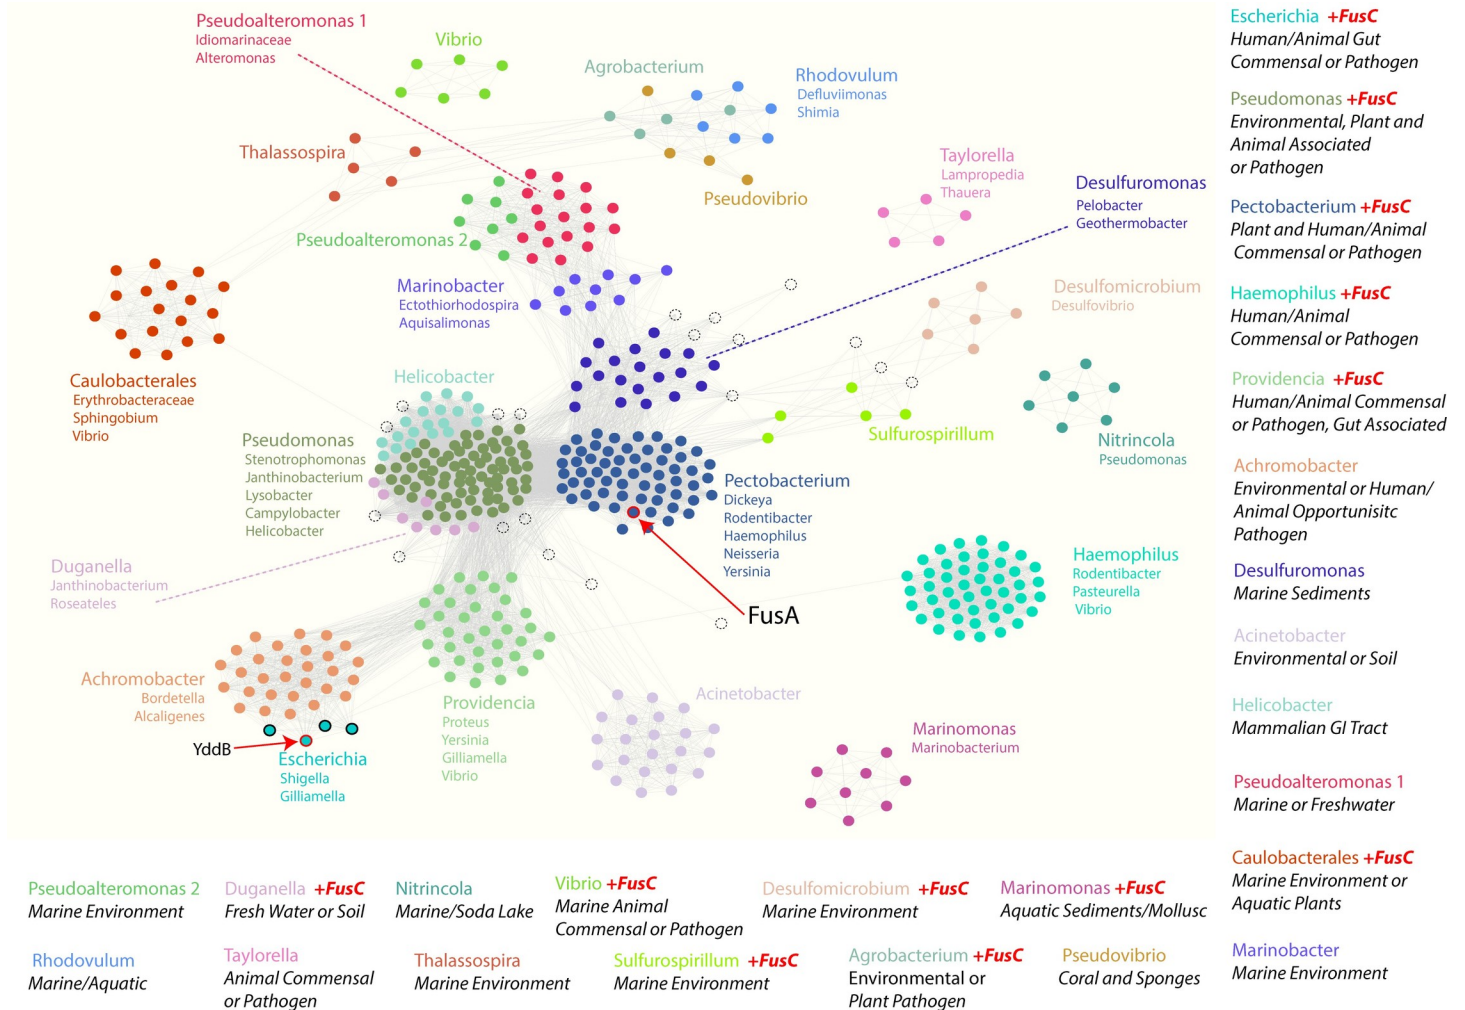 Pseudoalteromonas 1
Idiomarinaceae
Alteromonas
Vibrio
Agrobacterium
Rhodovulum
Defluviimonas
Shimia
Thalassospira
Pseudovibrio
Taylorella
Lampropedia
Thauera
Desulfuromonas
Pelobacter
Geothermobacter
Pseudoalteromonas 2
Marinobacter
Ectothiorhodospira
Aquisalimonas
Desulfomicrobium
Desulfovibrio
Caulobacterales
Erythrobacteraceae
Sphingobium
Vibrio
Helicobacter
Sulfurospirillum
Nitrincola
Pseudomonas
Pseudomonas
Stenotrophomonas
Janthinobacterium
Lysobacter
Campylobacter
Helicobacter
Pectobacterium
Dickeya
Rodentibacter
Haemophilus
Neisseria
Yersinia
Duganella
Janthinobacterium
Roseateles
FusA
Haemophilus
Rodentibacter
Pasteurella
Vibrio
Achromobacter
Bordetella
Alcaligenes
YddB
Escherichia
Shigella
Gilliamella
Providencia
Proteus
Yersinia
Gilliamella
Vibrio
Acinetobacter
Marinomonas
Marinobacterium
Escherichia +FusC
Human/Animal Gut
Commensal or Pathogen
Pseudomonas +FusC
Environmental, Plant and
Animal Associated
or Pathogen
Pectobacterium +FusC
Plant and Human/Animal
Commensal or Pathogen
Haemophilus +FusC
Human/Animal
Commensal or Pathogen
Providencia +FusC
Human/Animal Commensal
or Pathogen, Gut Associated
Achromobacter
Environmental or Human/
Animal Opportunisitc
Pathogen
Desulfuromonas
Marine Sediments
Acinetobacter
Environmental or Soil
Helicobacter
Mammalian GI Tract
Pseudoalteromonas 1
Marine or Freshwater
Caulobacterales +FusC
Marine Environment or
Aquatic Plants
Marinobacter
Marine Environment
Pseudoalteromonas 2
Marine Environment
Duganella +FusC
Fresh Water or Soil
Nitrincola
Marine/Soda Lake
Vibrio +FusC
Marine Animal
Commensal or Pathogen
Desulfomicrobium +FusC
Marine Environment
Marinomonas +FusC
Aquatic Sediments/Mollusc
Rhodovulum
Marine/Aquatic
Taylorella
Animal Commensal
or Pathogen
Thalassospira
Marine Environment
Sulfurospirillum +FusC
Marine Environment
Agrobacterium +FusC
Environmental or
Plant Pathogen
Pseudovibrio
Coral and Sponges